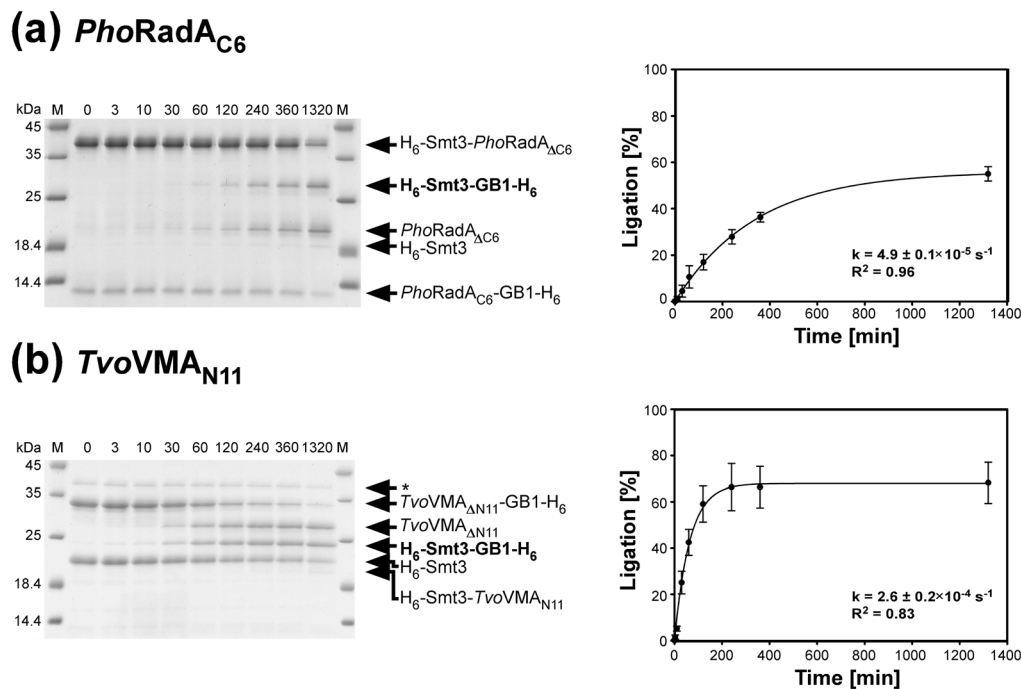 (a) PhoRadA_C6
kDa M 0 3 10 30 60 120 240 360 1320 M
45
35
25
18.4
14.4
H6-Smt3-PhoRadAΔC6
H6-Smt3-GB1-H6
PhoRadAΔC6
H6-Smt3
PhoRadAC6-GB1-H6
Ligation [%]
100
80
60
40
20
0
k = 4.9 ± 0.1×10-5 s-1
R2 = 0.96
0 200 400 600 800 1000 1200 1400
Time [min]
(b) TvoVMAN11
kDa M 0 3 10 30 60 120 240 360 1320 M
45
35
25
18.4
14.4
*
TvoVMAΔN11-GB1-H6
TvoVMAΔN11
H6-Smt3-GB1-H6
H6-Smt3
H6-Smt3-TvoVMAN11
Ligation [%]
100
80
60
40
20
0
k = 2.6 ± 0.2×10-4 s-1
R2 = 0.83
0 200 400 600 800 1000 1200 1400
Time [min]